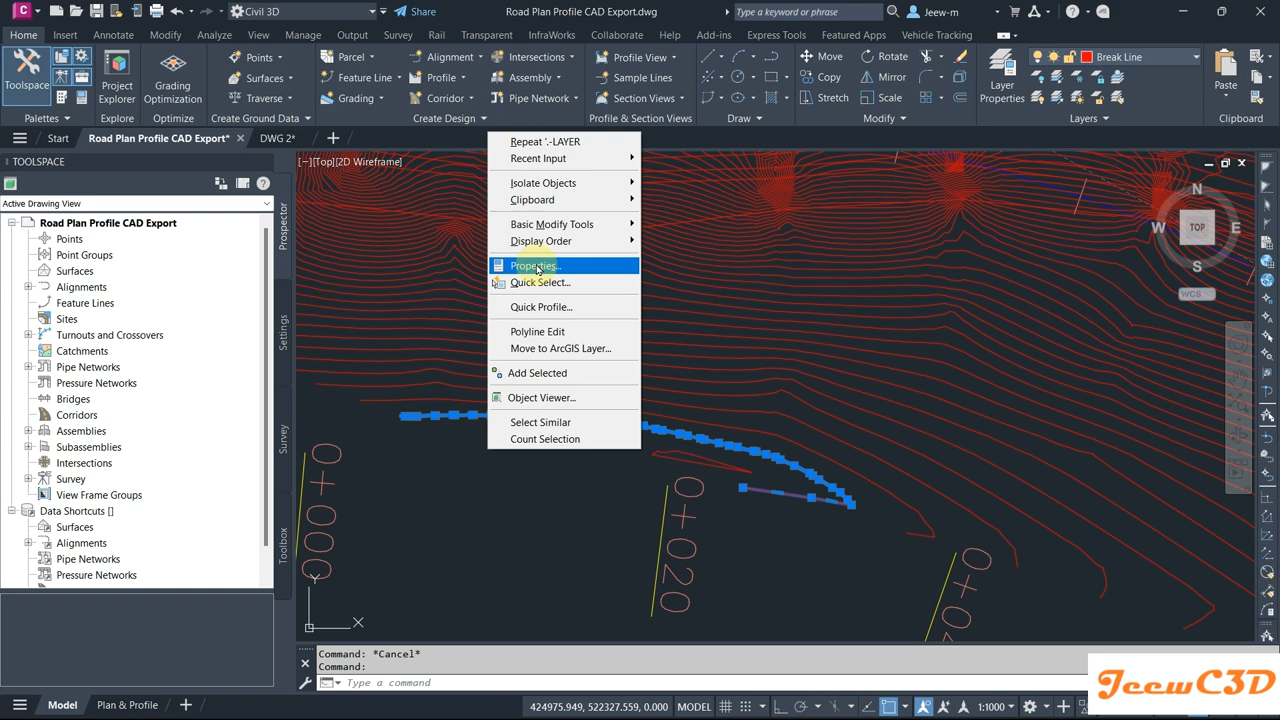 C
Civil 3D
Share
Road Plan Profile CAD Export.dwg
Type a keyword or phrase
Jeew-m
Home Insert Annotate Modify Analyze View Manage Output Survey Rail Transparent InfraWorks Collaborate Help Add-ins Express Tools Featured Apps Vehicle Tracking
Toolspace
Project Explorer
Grading Optimization
Points
Surfaces
Traverse
Parcel
Feature Line
Grading
Alignment
Profile
Corridor
Intersections
Assembly
Pipe Network
Profile View
Sample Lines
Section Views
Move
Copy
Stretch
Rotate
Mirror
Scale
Layer Properties
Break Line
Paste
Palettes
Explore
Optimize
Create Ground Data
Create Design
Profile & Section Views
Draw
Modify
Layers
Clipboard
Start
Road Plan Profile CAD Export*
DWG 2*
TOOLSPACE
Active Drawing View
Road Plan Profile CAD Export
Points
Point Groups
Surfaces
Alignments
Feature Lines
Sites
Turnouts and Crossovers
Catchments
Pipe Networks
Pressure Networks
Bridges
Corridors
Assemblies
Subassemblies
Intersections
Survey
View Frame Groups
Data Shortcuts []
Surfaces
Alignments
Pipe Networks
Pressure Networks
Prospector
Settings
Survey
Toolbox
[−][Top][2D Wireframe]
Repeat '.-LAYER
Recent Input
Isolate Objects
Clipboard
Basic Modify Tools
Display Order
Properties...
Quick Select...
Quick Profile...
Polyline Edit
Move to ArcGIS Layer...
Add Selected
Object Viewer...
Select Similar
Count Selection
N
W
TOP
E
S
WCS
0+000
0+020
Y
X
Command: *Cancel*
Command:
Type a command
JeewC3D
Model
Plan & Profile
424975.949, 522327.559, 0.000
MODEL
1:1000